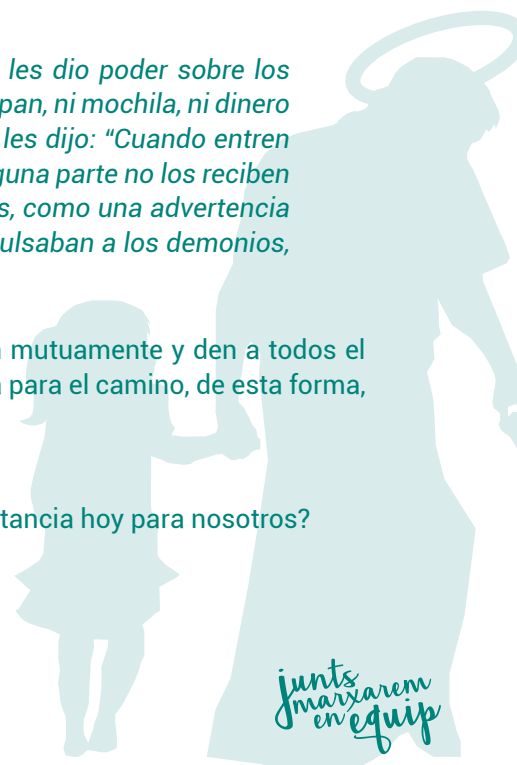 les dio poder sobre los
pan, ni mochila, ni dinero
les dijo: “Cuando entren
guna parte no los reciben
s, como una advertencia
pulsaban a los demonios,
mutuamente y den a todos el
para el camino, de esta forma,
tancia hoy para nosotros?
junts
marxarem
en equip